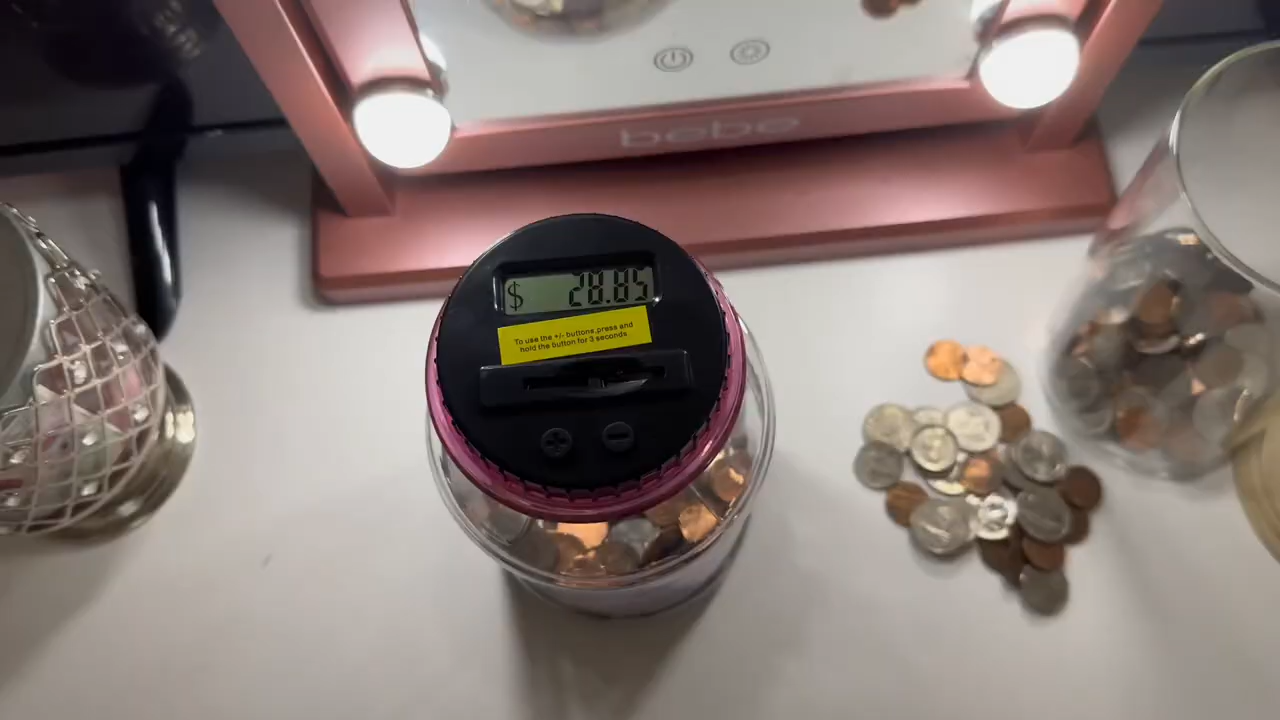 bebe
$ 28.85
To use the +/- buttons,press and
hold the button for 3 seconds
+ -